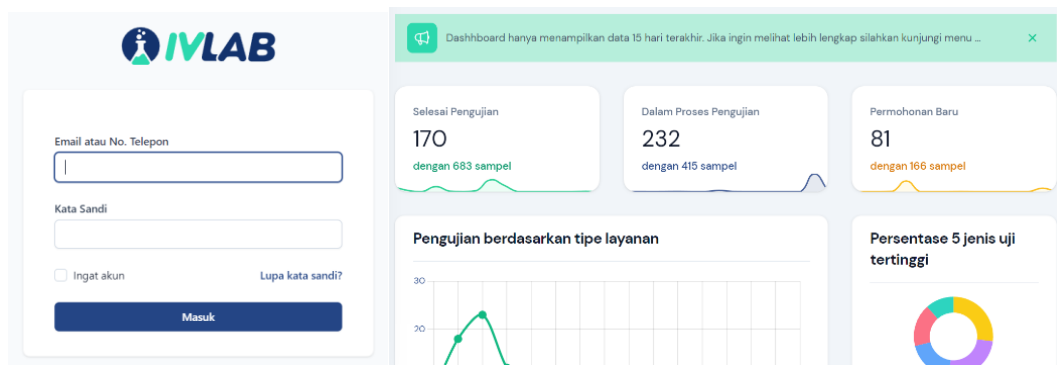 IVLAB
Email atau No. Telepon
Kata Sandi
Ingat akun
Lupa kata sandi?
Masuk
Dashhboard hanya menampilkan data 15 hari terakhir. Jika ingin melihat lebih lengkap silahkan kunjungi menu ...
Selesai Pengujian
170
dengan 683 sampel
Dalam Proses Pengujian
232
dengan 415 sampel
Permohonan Baru
81
dengan 166 sampel
Pengujian berdasarkan tipe layanan
30
20
Persentase 5 jenis uji
tertinggi